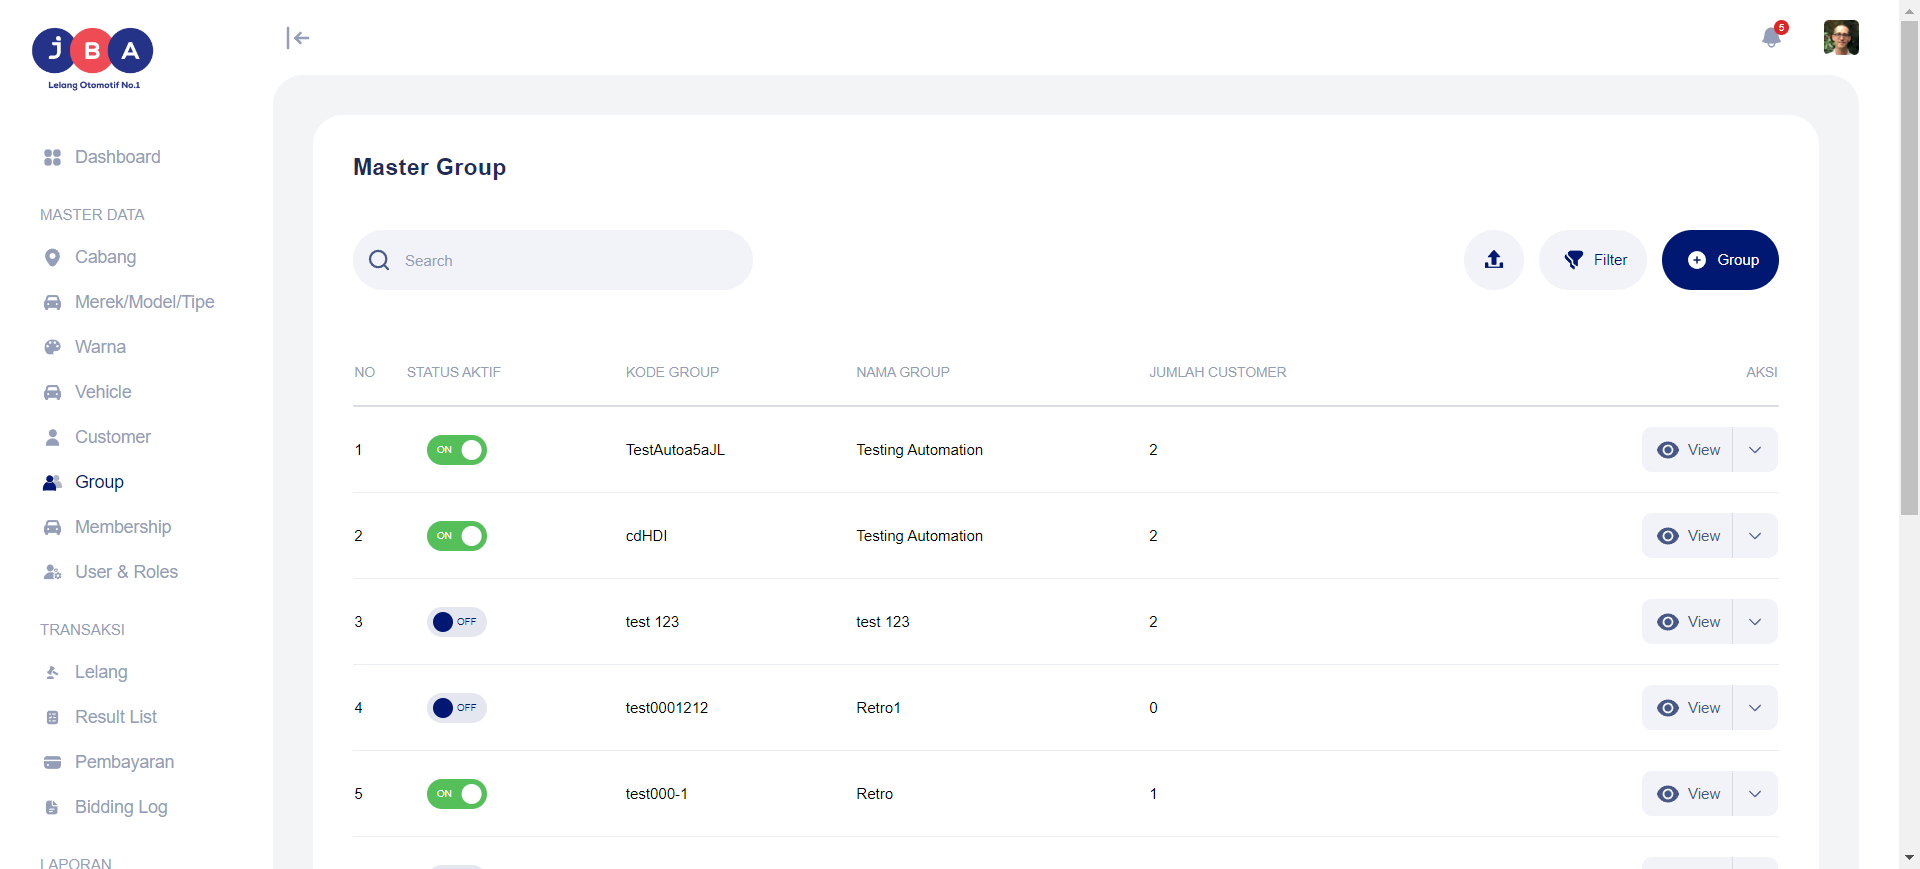 JBA
Lelang Otomotif No.1
5
Dashboard
MASTER DATA
Cabang
Merek/Model/Tipe
Warna
Vehicle
Customer
Group
Membership
User & Roles
TRANSAKSI
Lelang
Result List
Pembayaran
Bidding Log
LAPORAN
Master Group
Search
Filter
Group
NO STATUS AKTIF KODE GROUP NAMA GROUP JUMLAH CUSTOMER AKSI
1 ON TestAutoa5aJL Testing Automation 2 View
2 ON cdHDI Testing Automation 2 View
3 OFF test 123 test 123 2 View
4 OFF test0001212 Retro1 0 View
5 ON test000-1 Retro 1 View